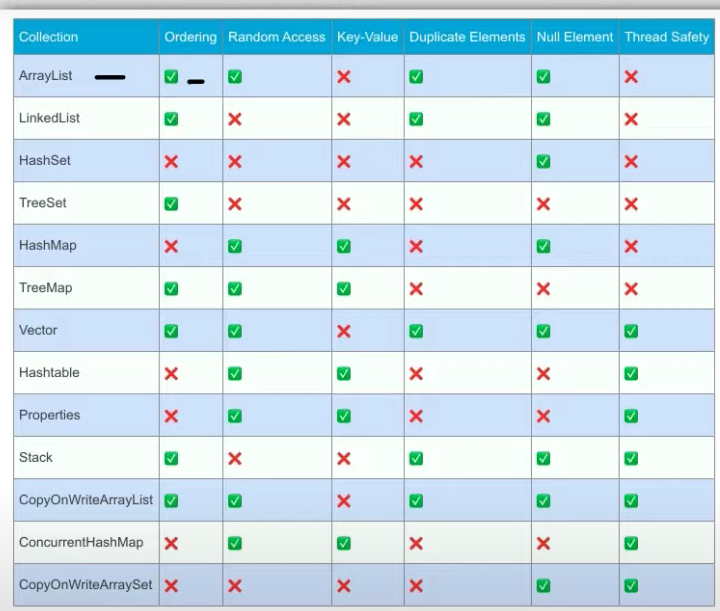 Collection Ordering Random Access Key-Value Duplicate Elements Null Element Thread Safety
ArrayList ✅ ✅ ❌ ✅ ✅ ❌
LinkedList ✅ ❌ ❌ ✅ ✅ ❌
HashSet ❌ ❌ ❌ ❌ ✅ ❌
TreeSet ✅ ❌ ❌ ❌ ❌ ❌
HashMap ❌ ✅ ✅ ❌ ✅ ❌
TreeMap ✅ ✅ ✅ ❌ ❌ ❌
Vector ✅ ✅ ❌ ✅ ✅ ✅
Hashtable ❌ ✅ ✅ ❌ ❌ ✅
Properties ❌ ✅ ✅ ❌ ❌ ✅
Stack ✅ ❌ ❌ ✅ ✅ ✅
CopyOnWriteArrayList ✅ ✅ ❌ ✅ ✅ ✅
ConcurrentHashMap ❌ ✅ ✅ ❌ ❌ ✅
CopyOnWriteArraySet ❌ ❌ ❌ ❌ ✅ ✅